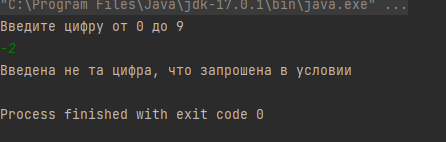 "C:\Program Files\Java\jdk-17.0.1\bin\java.exe" ...
Введите цифру от 0 до 9
-2
Введена не та цифра, что запрошена в условии
Process finished with exit code 0